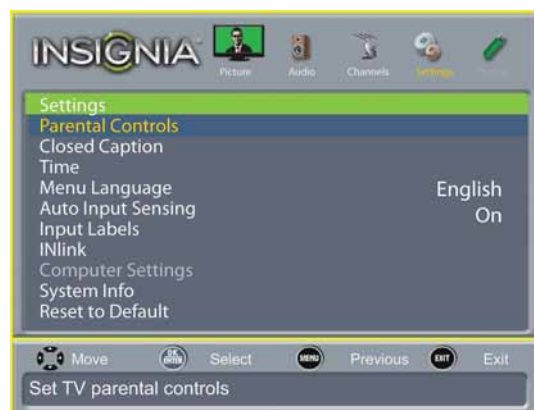 INSIGNIA
Picture Audio Channels Settings
Settings
Parental Controls
Closed Caption
Time
Menu Language English
Auto Input Sensing On
Input Labels
INlink
Computer Settings
System Info
Reset to Default
Move OK ENTER Select MENU Previous EXIT Exit
Set TV parental controls